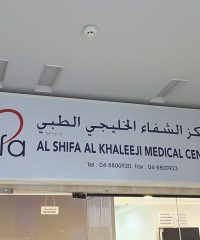 كز الشفاء الخليجي الطبي
AL SHIFA AL KHALEEJI MEDICAL CEN
Tel : 04-8800920, Fax : 04-8800923